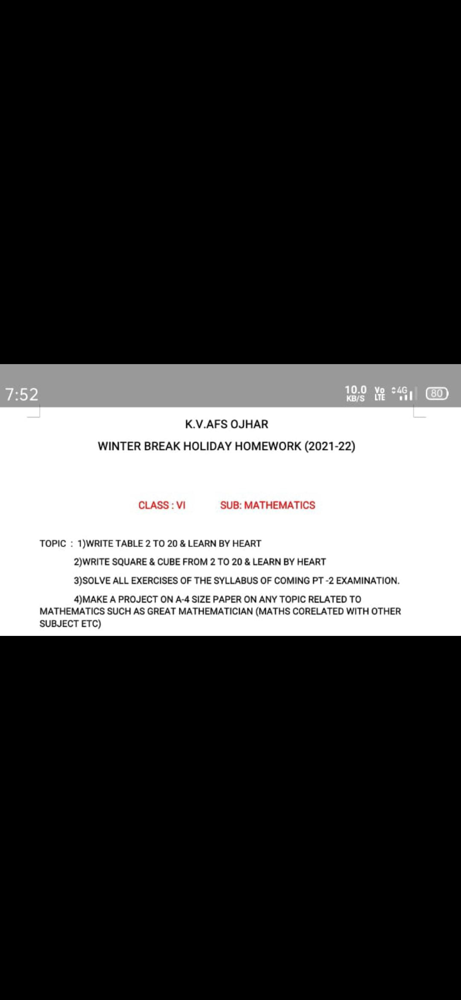 7:52
10.0 KB/S Vo LTE 4G 80
K.V.AFS OJHAR
WINTER BREAK HOLIDAY HOMEWORK (2021-22)
CLASS : VI SUB: MATHEMATICS
TOPIC : 1)WRITE TABLE 2 TO 20 & LEARN BY HEART
2)WRITE SQUARE & CUBE FROM 2 TO 20 & LEARN BY HEART
3)SOLVE ALL EXERCISES OF THE SYLLABUS OF COMING PT -2 EXAMINATION.
4)MAKE A PROJECT ON A-4 SIZE PAPER ON ANY TOPIC RELATED TO
MATHEMATICS SUCH AS GREAT MATHEMATICIAN (MATHS CORELATED WITH OTHER
SUBJECT ETC)